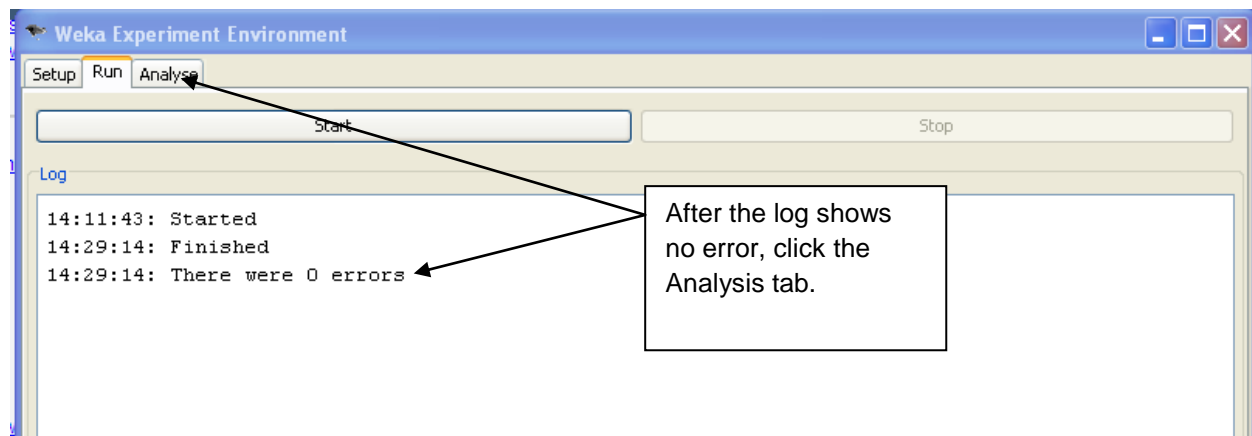 Weka Experiment Environment
Setup Run Analyse
Start Stop
Log
14:11:43: Started
14:29:14: Finished
14:29:14: There were 0 errors
After the log shows
no error, click the
Analysis tab.